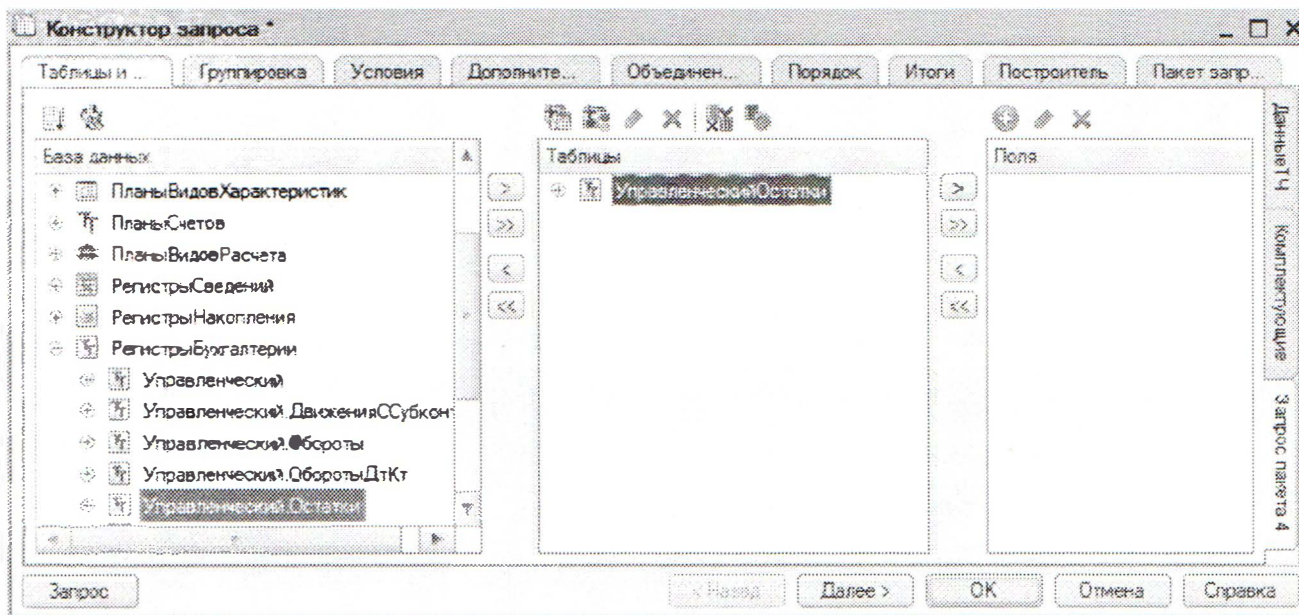 Конструктор запроса *
Таблицы и ... Группировка Условия Дополните... Объединен... Порядок Итоги Построитель Пакет запр...
База данных
ПланыВидовХарактеристик
ПланыСчетов
ПланыВидовРасчета
РегистрыСведений
РегистрыНакопления
РегистрыБухгалтерии
Управленческий
Управленческий.ДвиженияССубконт
Управленческий.Обороты
Управленческий.ОборотыДтКт
Управленческий.Остатки
>
>>
<
<<
Таблицы
УправленческийОстатки
>
>>
<
<<
Поля
ДанныеТЧ
Комплектующие
Запрос пакета 4
Запрос < Назад Далее > OK Отмена Справка